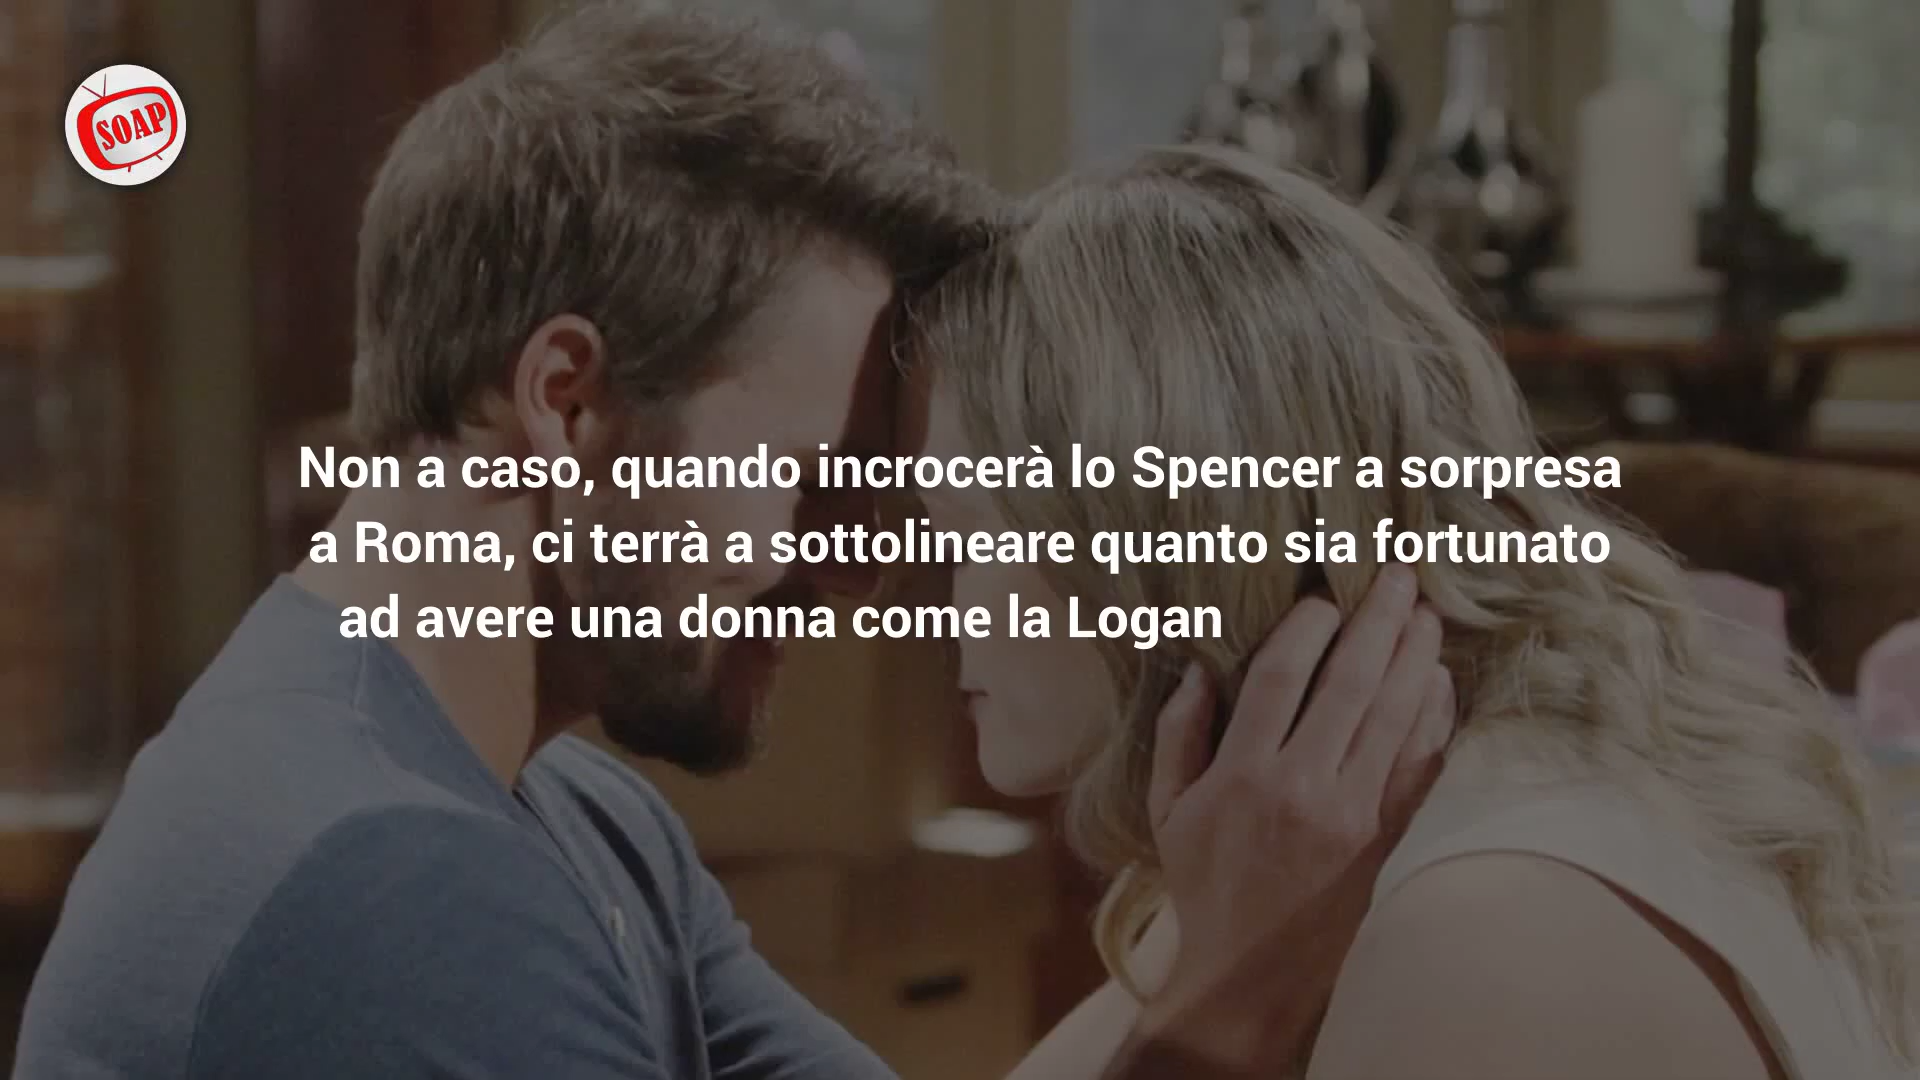 SOAP
Non a caso, quando incrocerà lo Spencer a sorpresa
a Roma, ci terrà a sottolineare quanto sia fortunato
ad avere una donna come la Logan